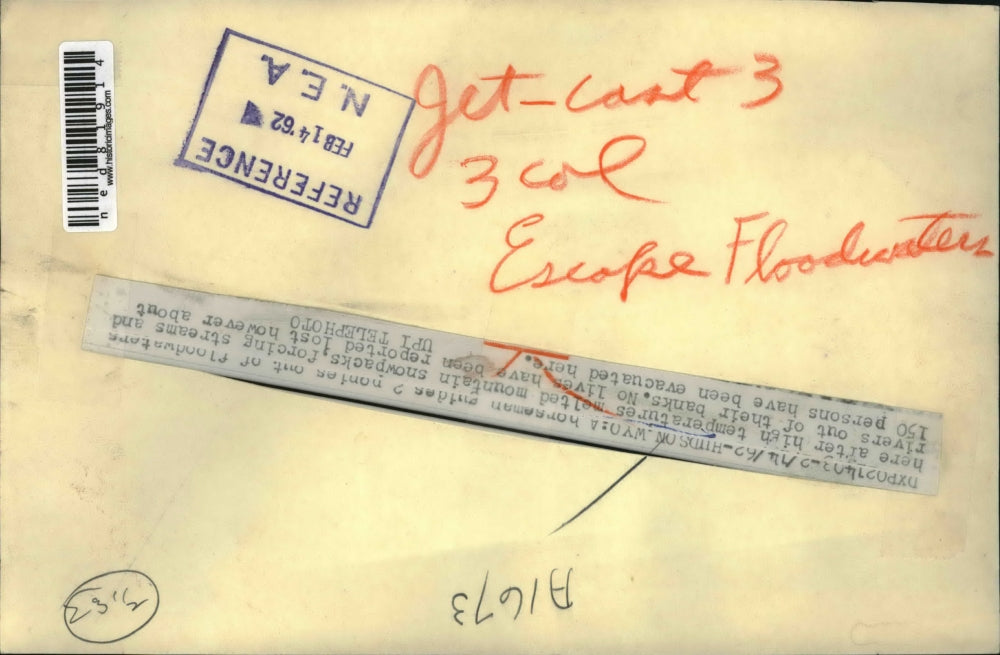 Jet-cast 3
3 col
Escape Floodwaters
REFERENCE
FEB 14 '62
N.E.A.
DXP021403-2/14/62-HUDSON, WYO: A horseman guides 2 ponies out of floodwaters
here after high temperatures melted mountain snowpacks, forcing streams and
rivers out of their banks. No lives have been reported lost however about
150 persons have been evacuated here. UPI TELEPHOTO
A1673
ned81914
www.historicimages.com